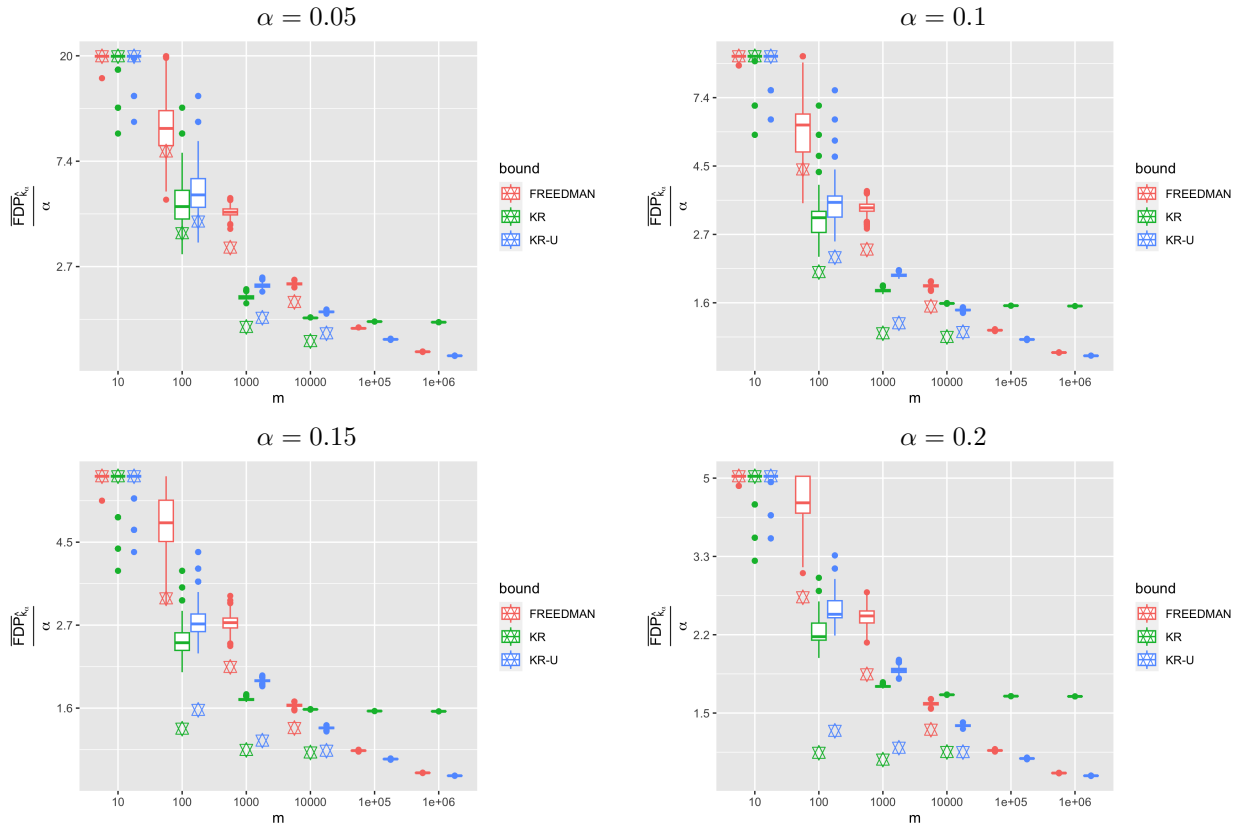 α = 0.05
20
7.4
2.7
10
100
1000
10000
1e+05
1e+06
m
FDP k̂α
α
bound
FREEDMAN
KR
KR-U
α = 0.1
7.4
4.5
2.7
1.6
10
100
1000
10000
1e+05
1e+06
m
FDP k̂α
α
bound
FREEDMAN
KR
KR-U
α = 0.15
4.5
2.7
1.6
10
100
1000
10000
1e+05
1e+06
m
FDP k̂α
α
bound
FREEDMAN
KR
KR-U
α = 0.2
5
3.3
2.2
1.5
10
100
1000
10000
1e+05
1e+06
m
FDP k̂α
α
bound
FREEDMAN
KR
KR-U